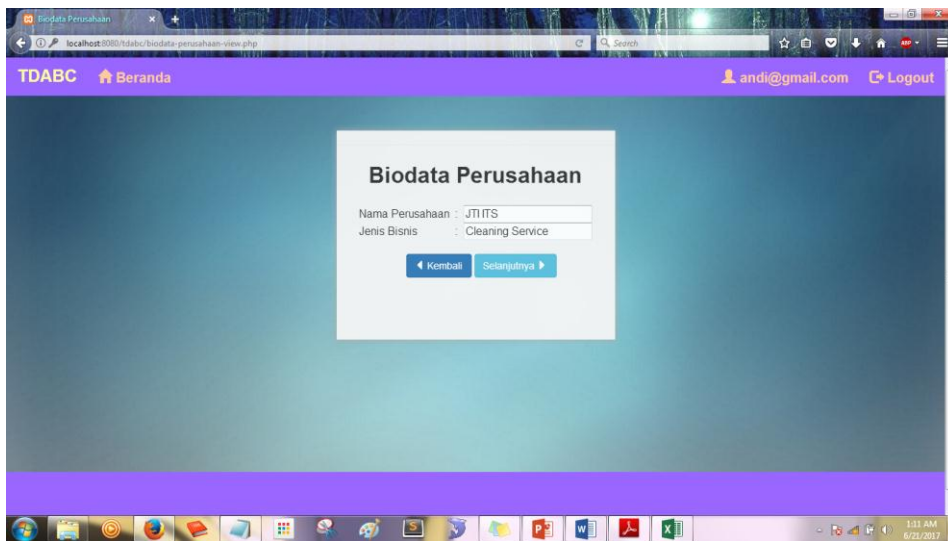 Biodata Perusahaan
localhost:8080/tdabc/biodata-perusahaan-view.php
Search
ABP
TDABC Beranda andi@gmail.com Logout
Biodata Perusahaan
Nama Perusahaan : JTI ITS
Jenis Bisnis : Cleaning Service
Kembali Selanjutnya
1:11 AM
6/21/2017